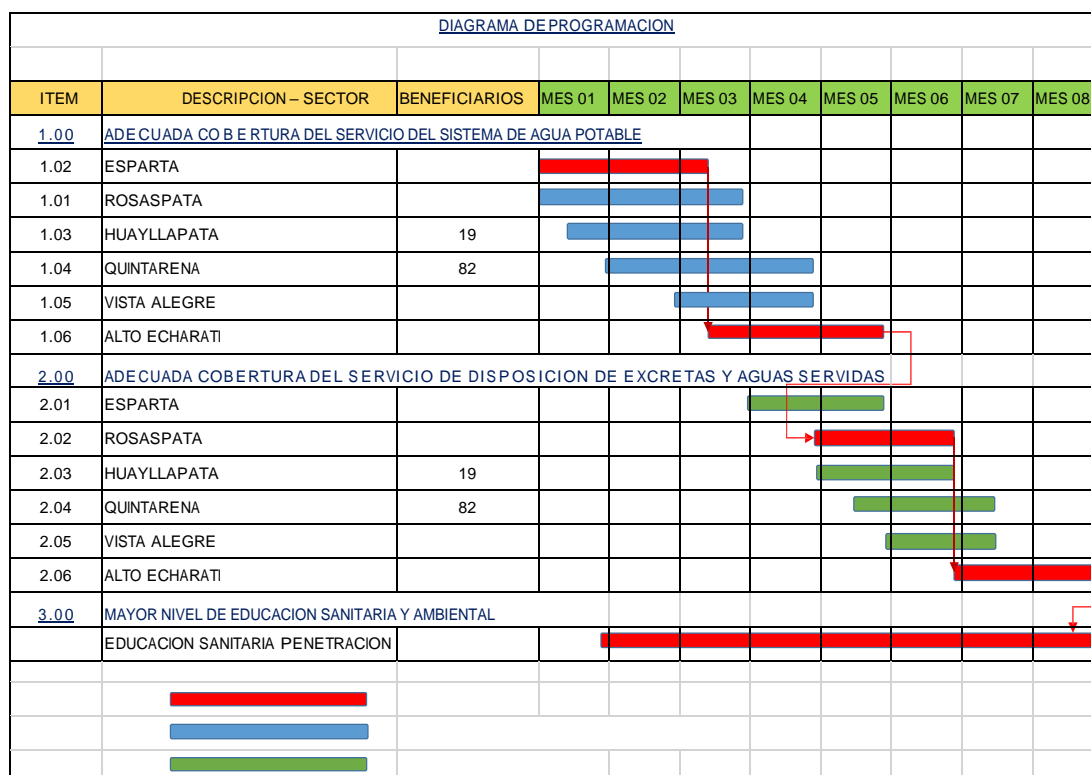 DIAGRAMA DE PROGRAMACION
ITEM DESCRIPCION – SECTOR BENEFICIARIOS MES 01 MES 02 MES 03 MES 04 MES 05 MES 06 MES 07 MES 08
1.00 ADECUADA COBERTURA DEL SERVICIO DEL SISTEMA DE AGUA POTABLE
1.02 ESPARTA
1.01 ROSASPATA
1.03 HUAYLLAPATA 19
1.04 QUINTARENA 82
1.05 VISTA ALEGRE
1.06 ALTO ECHARATI
2.00 ADECUADA COBERTURA DEL SERVICIO DE DISPOSICION DE EXCRETAS Y AGUAS SERVIDAS
2.01 ESPARTA
2.02 ROSASPATA
2.03 HUAYLLAPATA 19
2.04 QUINTARENA 82
2.05 VISTA ALEGRE
2.06 ALTO ECHARATI
3.00 MAYOR NIVEL DE EDUCACION SANITARIA Y AMBIENTAL
EDUCACION SANITARIA PENETRACION